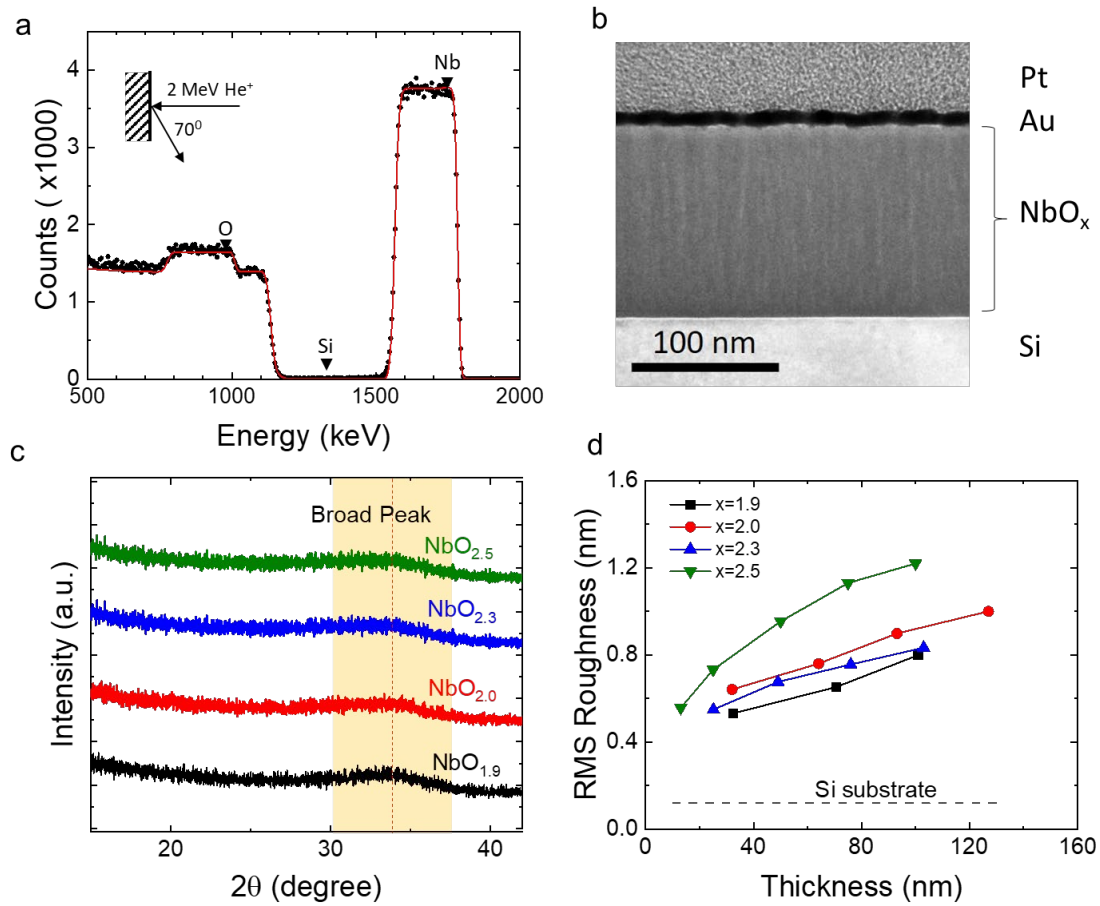 a
4
3
2
1
0
Counts ( x1000)
500
1000
1500
2000
Energy (keV)
2 MeV He⁺
70⁰
O
Si
Nb
b
Pt
Au
NbOₓ
Si
100 nm
c
Broad Peak
NbO₂.₅
NbO₂.₃
NbO₂.₀
NbO₁.₉
Intensity (a.u.)
20
30
40
2θ (degree)
d
1.6
1.2
0.8
0.4
0.0
RMS Roughness (nm)
x=1.9
x=2.0
x=2.3
x=2.5
Si substrate
0
40
80
120
160
Thickness (nm)